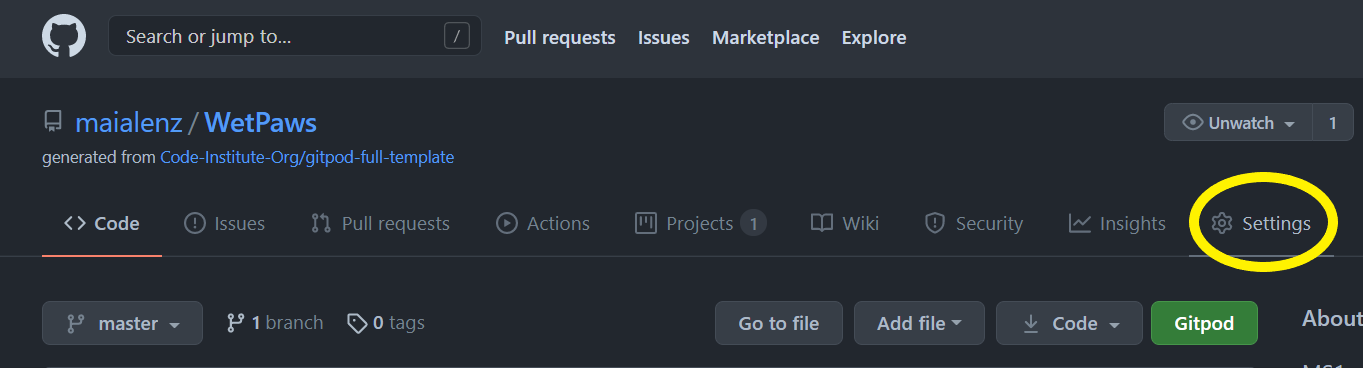 Search or jump to... / Pull requests Issues Marketplace Explore
maialenz / WetPaws Unwatch 1
generated from Code-Institute-Org/gitpod-full-template
Code Issues Pull requests Actions Projects 1 Wiki Security Insights Settings
master 1 branch 0 tags Go to file Add file Code Gitpod About